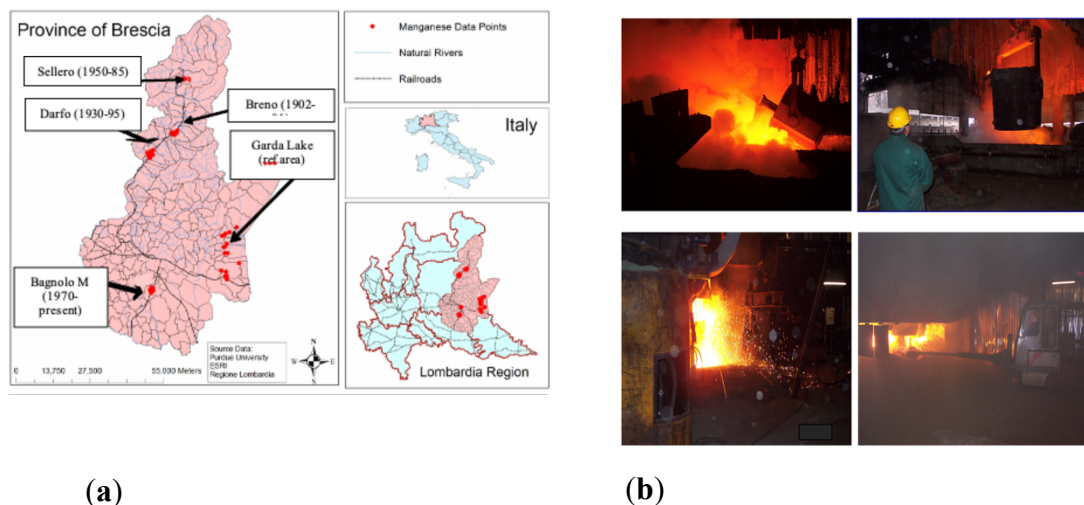 Province of Brescia
Sellero (1950-85)
Darfo (1930-95)
Breno (1902-
Garda Lake
(ref area)
Bagnolo M
(1970-
present)
Source Data:
Purdue University
ESRI
Regione Lombardia
N
W E
S
0 13,750 27,500 55,000 Meters
Manganese Data Points
Natural Rivers
Railroads
Italy
Lombardia Region
(a)
(b)